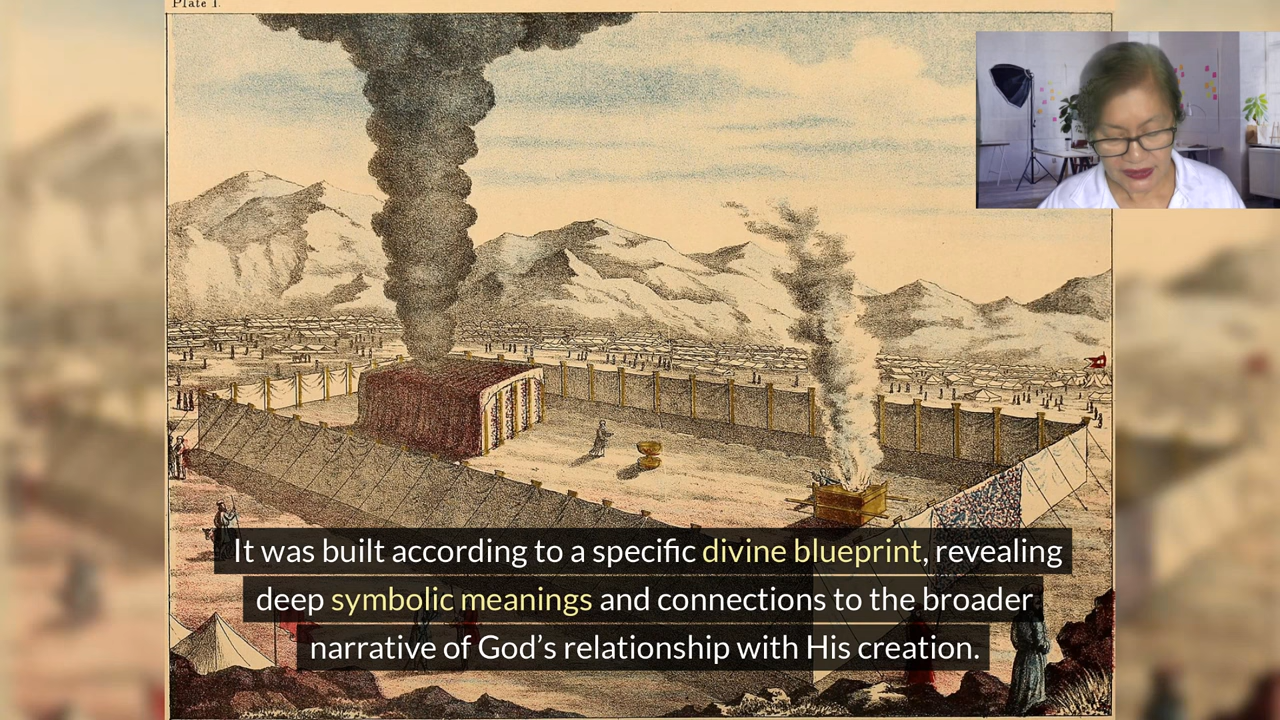 Plate 1.
It was built according to a specific divine blueprint, revealing
deep symbolic meanings and connections to the broader
narrative of God’s relationship with His creation.